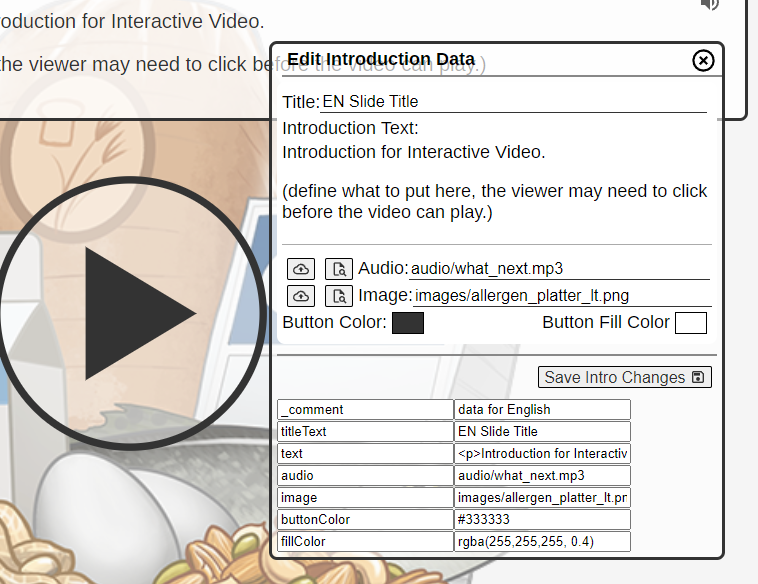 oduction for Interactive Video.
he viewer may need to click before the video can play.)
Edit Introduction Data
Title: EN Slide Title
Introduction Text:
Introduction for Interactive Video.
(define what to put here, the viewer may need to click
before the video can play.)
Audio: audio/what_next.mp3
Image: images/allergen_platter_lt.png
Button Color:
Button Fill Color
Save Intro Changes
_comment data for English
titleText EN Slide Title
text <p>Introduction for Interactiv
audio audio/what_next.mp3
image images/allergen_platter_lt.pr
buttonColor #333333
fillColor rgba(255,255,255, 0.4)